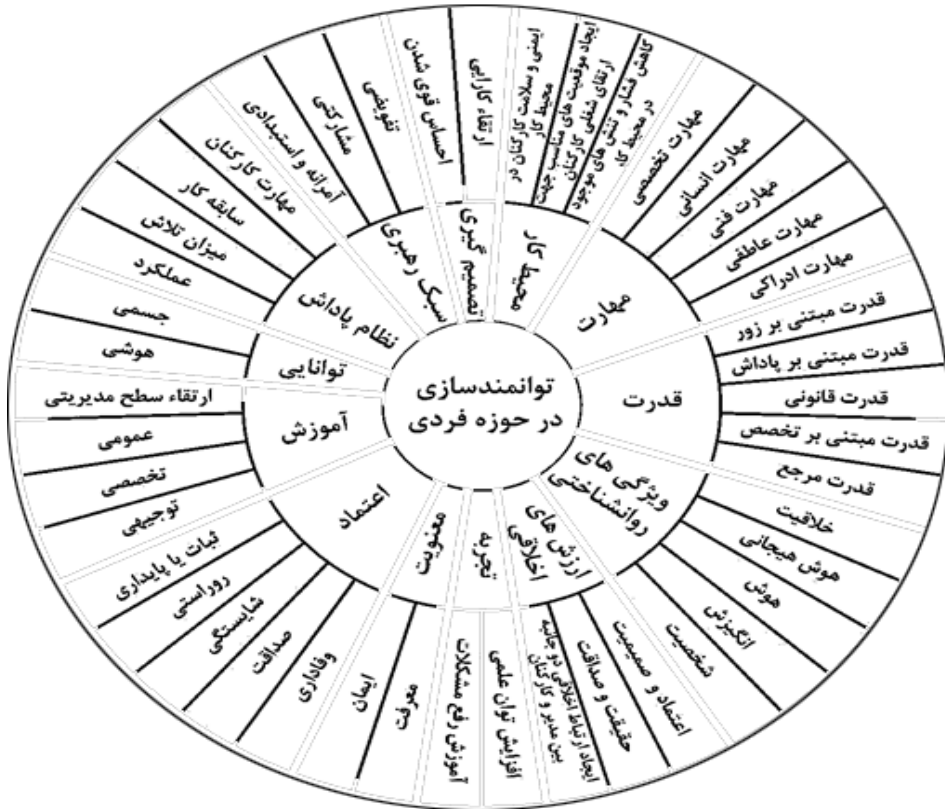 توانمندسازی
در حوزه فردی
محیط کار
ایمنی و سلامت کارکنان در
محیط کار
ایجاد موقعیت های مناسب جهت
ارتقای شغلی کارکنان
کاهش فشار و تنش های موجود
در محیط کار
مهارت
مهارت تخصصی
مهارت انسانی
مهارت فنی
مهارت عاطفی
مهارت ادراکی
قدرت
قدرت مبتنی بر زور
قدرت مبتنی بر پاداش
قدرت قانونی
قدرت مبتنی بر تخصص
قدرت مرجع
ویژگی های
روانشناختی
خلاقیت
هوش هیجانی
هوش
انگیزش
شخصیت
ارزش های
اخلاقی
اعتماد و صمیمیت
حقیقت و صداقت
ایجاد ارتباط اخلاقی دو جانبه
بین مدیر و کارکنان
تجربه
افزایش توان علمی
آموزش رفع مشکلات
معنویت
معرفت
ایمان
اعتماد
وفاداری
صداقت
شایستگی
روراستی
ثبات یا پایداری
آموزش
توجیهی
تخصصی
عمومی
ارتقاء سطح مدیریتی
توانایی
هوشی
جسمی
نظام پاداش
عملکرد
میزان تلاش
سابقه کار
مهارت کارکنان
سبک رهبری
آمرانه و استبدادی
مشارکتی
تفویضی
تصمیم گیری
احساس قوی شدن
ارتقاء کارایی